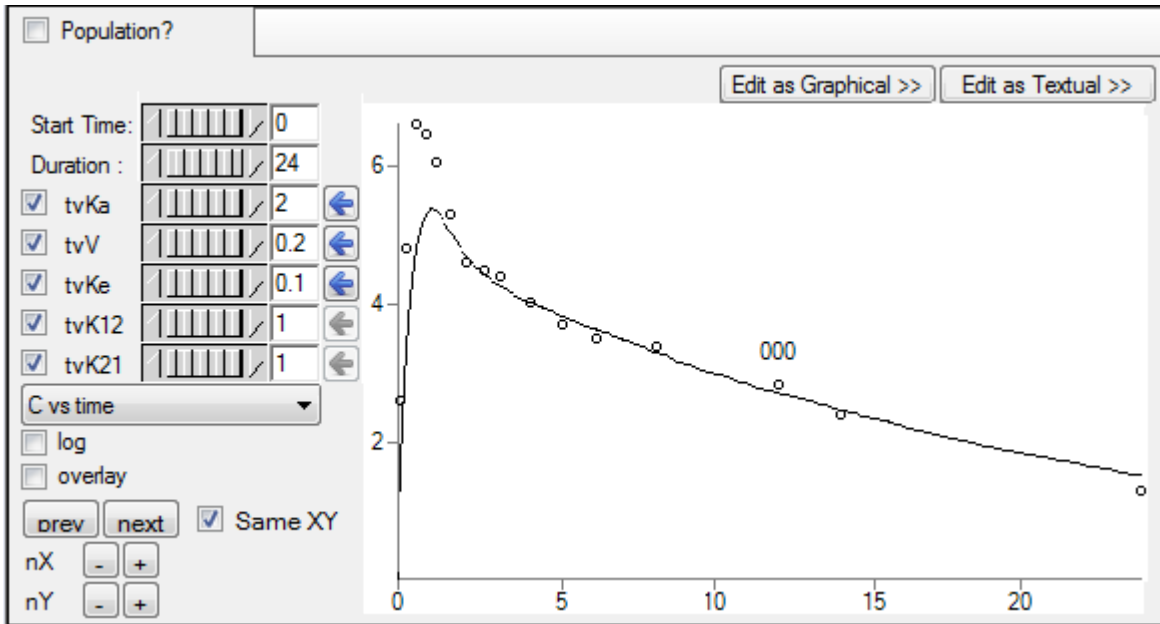 Population?
Edit as Graphical >> Edit as Textual >>
Start Time: 0
Duration : 24
tvKa 2
tvV 0.2
tvKe 0.1
tvK12 1
tvK21 1
C vs time
log
overlay
prev next Same XY
nX - +
nY - +
6
4
2
000
0 5 10 15 20